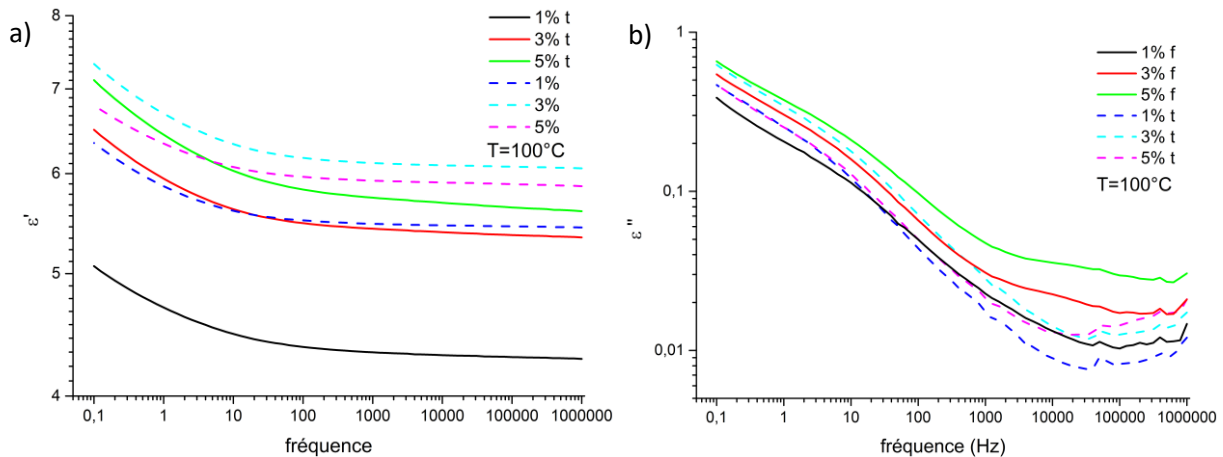 a)
8
7
6
5
4
ε'
0,1
1
10
100
1000
10000
100000
1000000
fréquence
1% t
3% t
5% t
1%
3%
5%
T=100°C
b)
1
0,1
0,01
ε''
0,1
1
10
100
1000
10000
100000
1000000
fréquence (Hz)
1% f
3% f
5% f
1% t
3% t
5% t
T=100°C